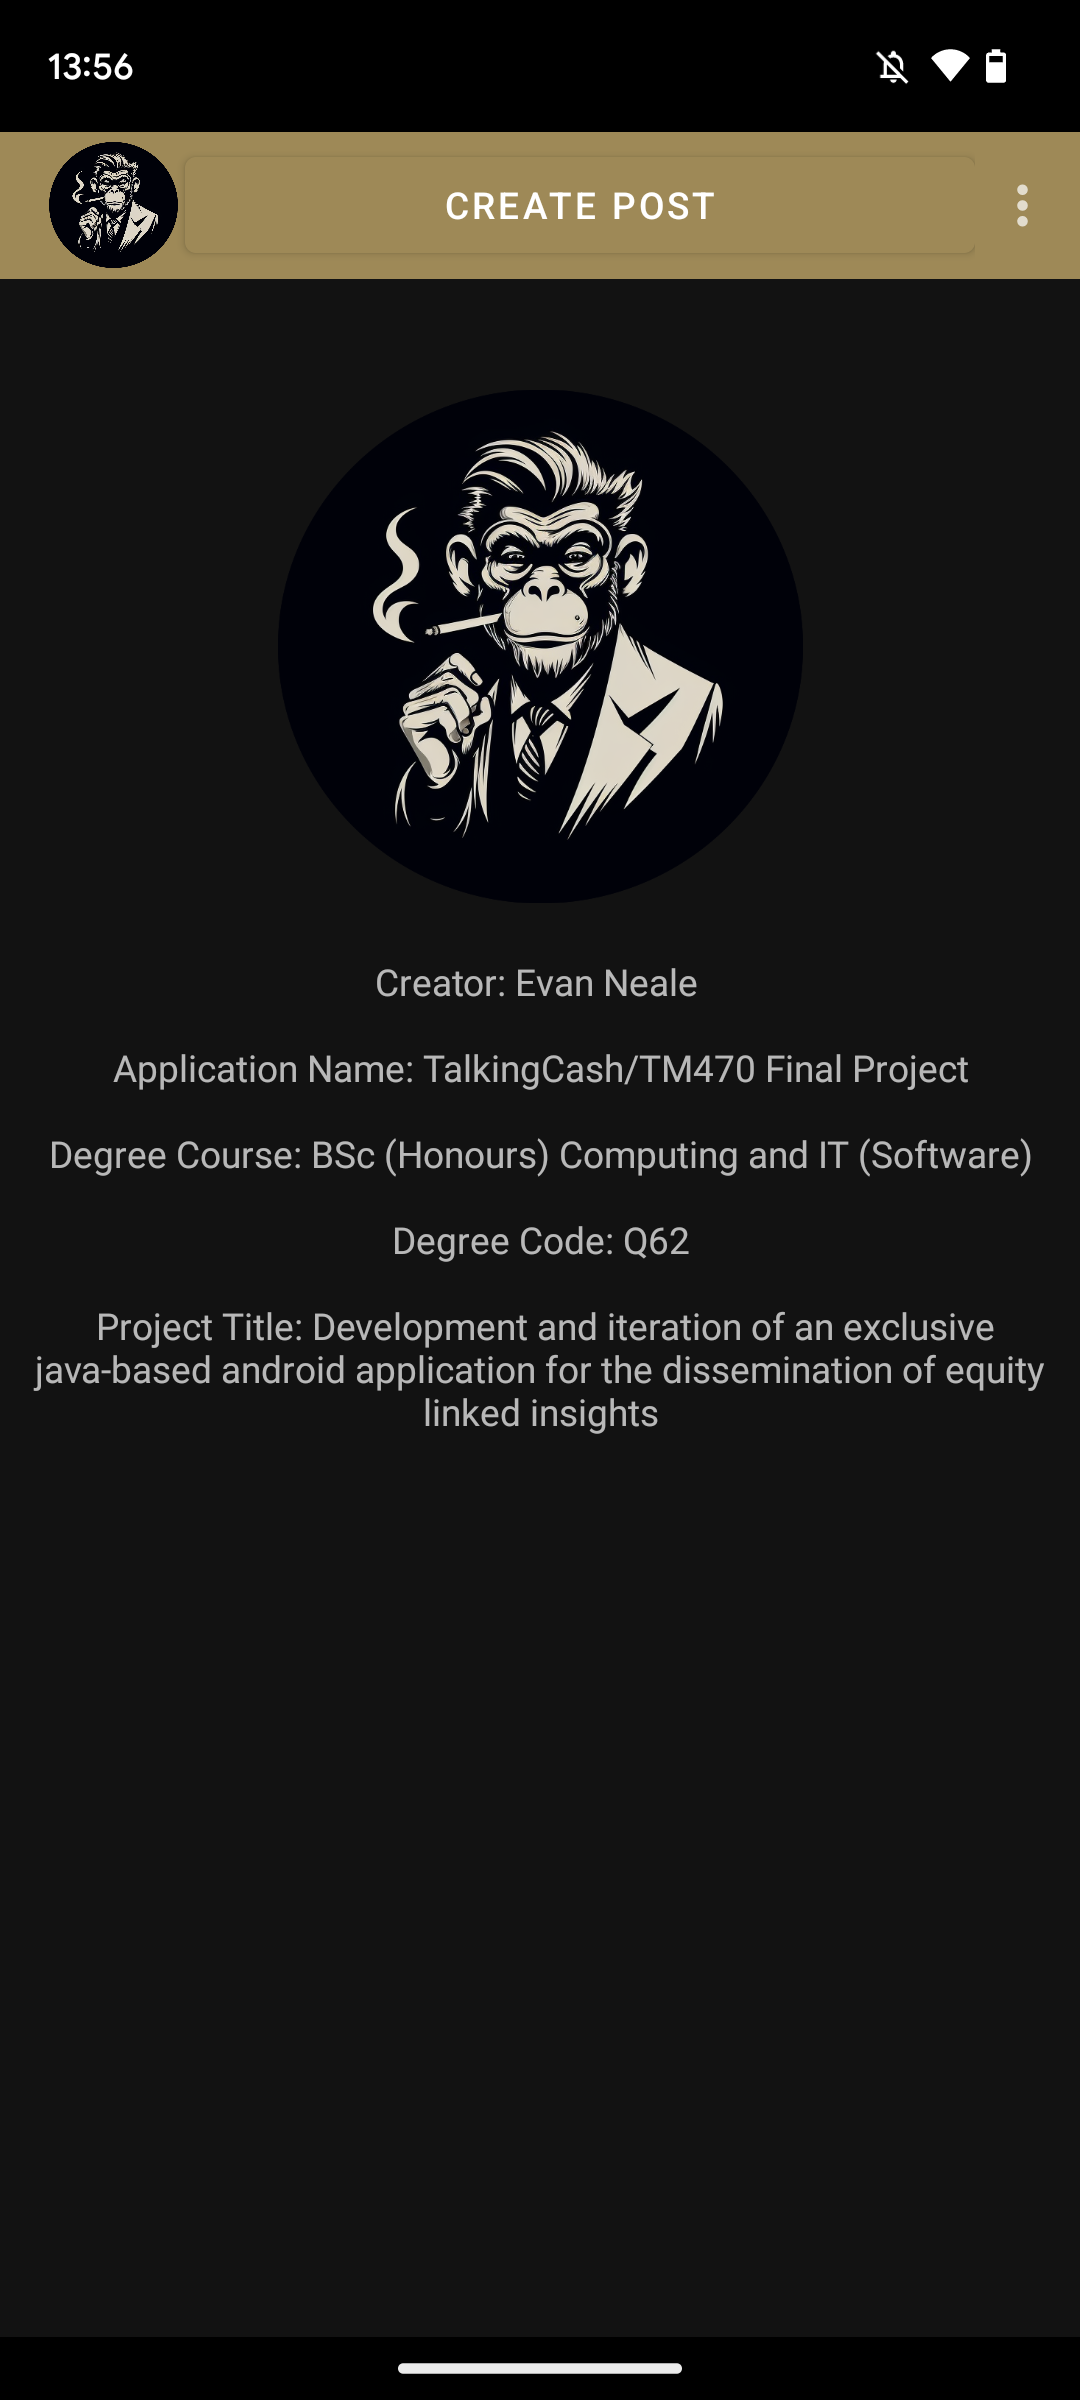 13:56
CREATE POST
Creator: Evan Neale
Application Name: TalkingCash/TM470 Final Project
Degree Course: BSc (Honours) Computing and IT (Software)
Degree Code: Q62
Project Title: Development and iteration of an exclusive
java-based android application for the dissemination of equity
linked insights